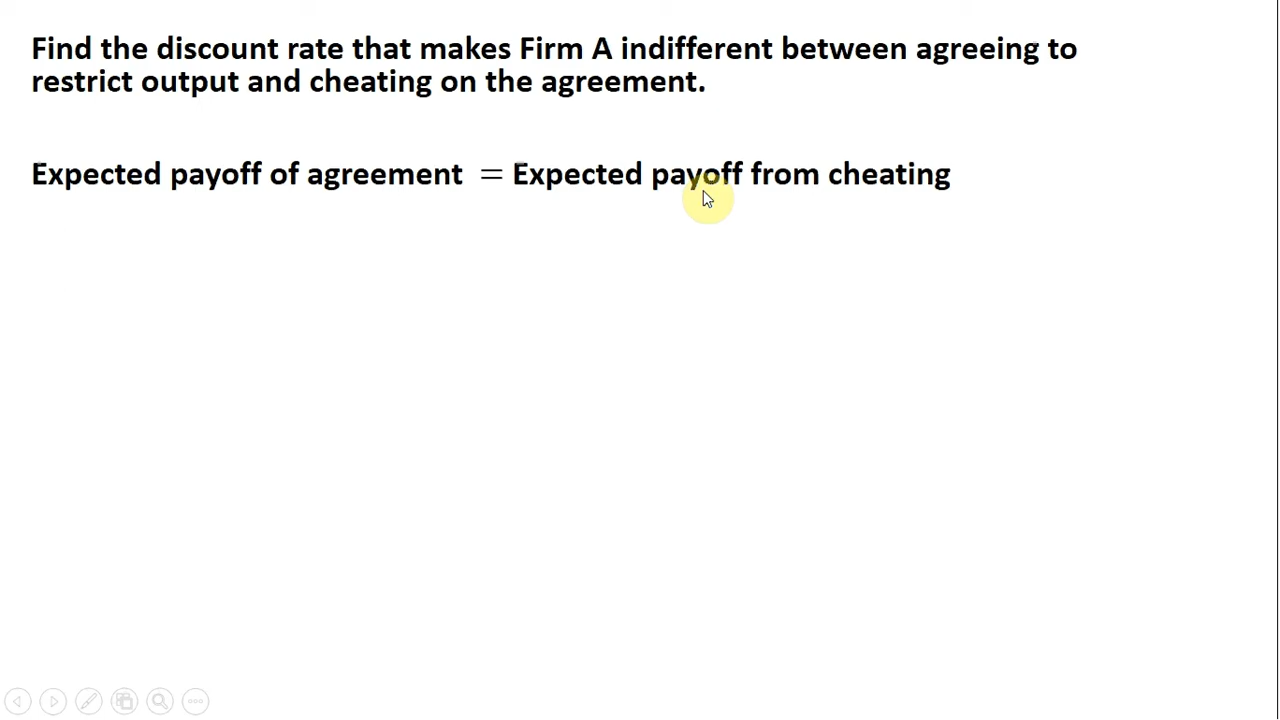 Find the discount rate that makes Firm A indifferent between agreeing to
restrict output and cheating on the agreement.
Expected payoff of agreement = Expected payoff from cheating